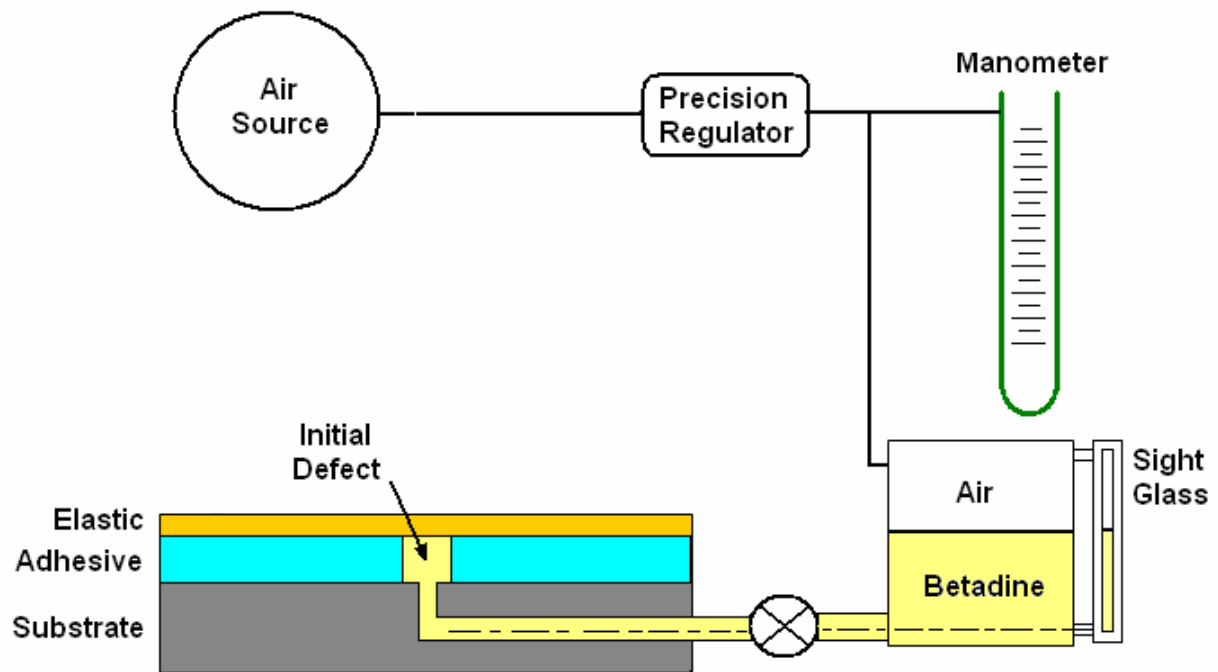 Air
Source
Precision
Regulator
Manometer
Initial
Defect
Elastic
Adhesive
Substrate
Air
Betadine
Sight
Glass